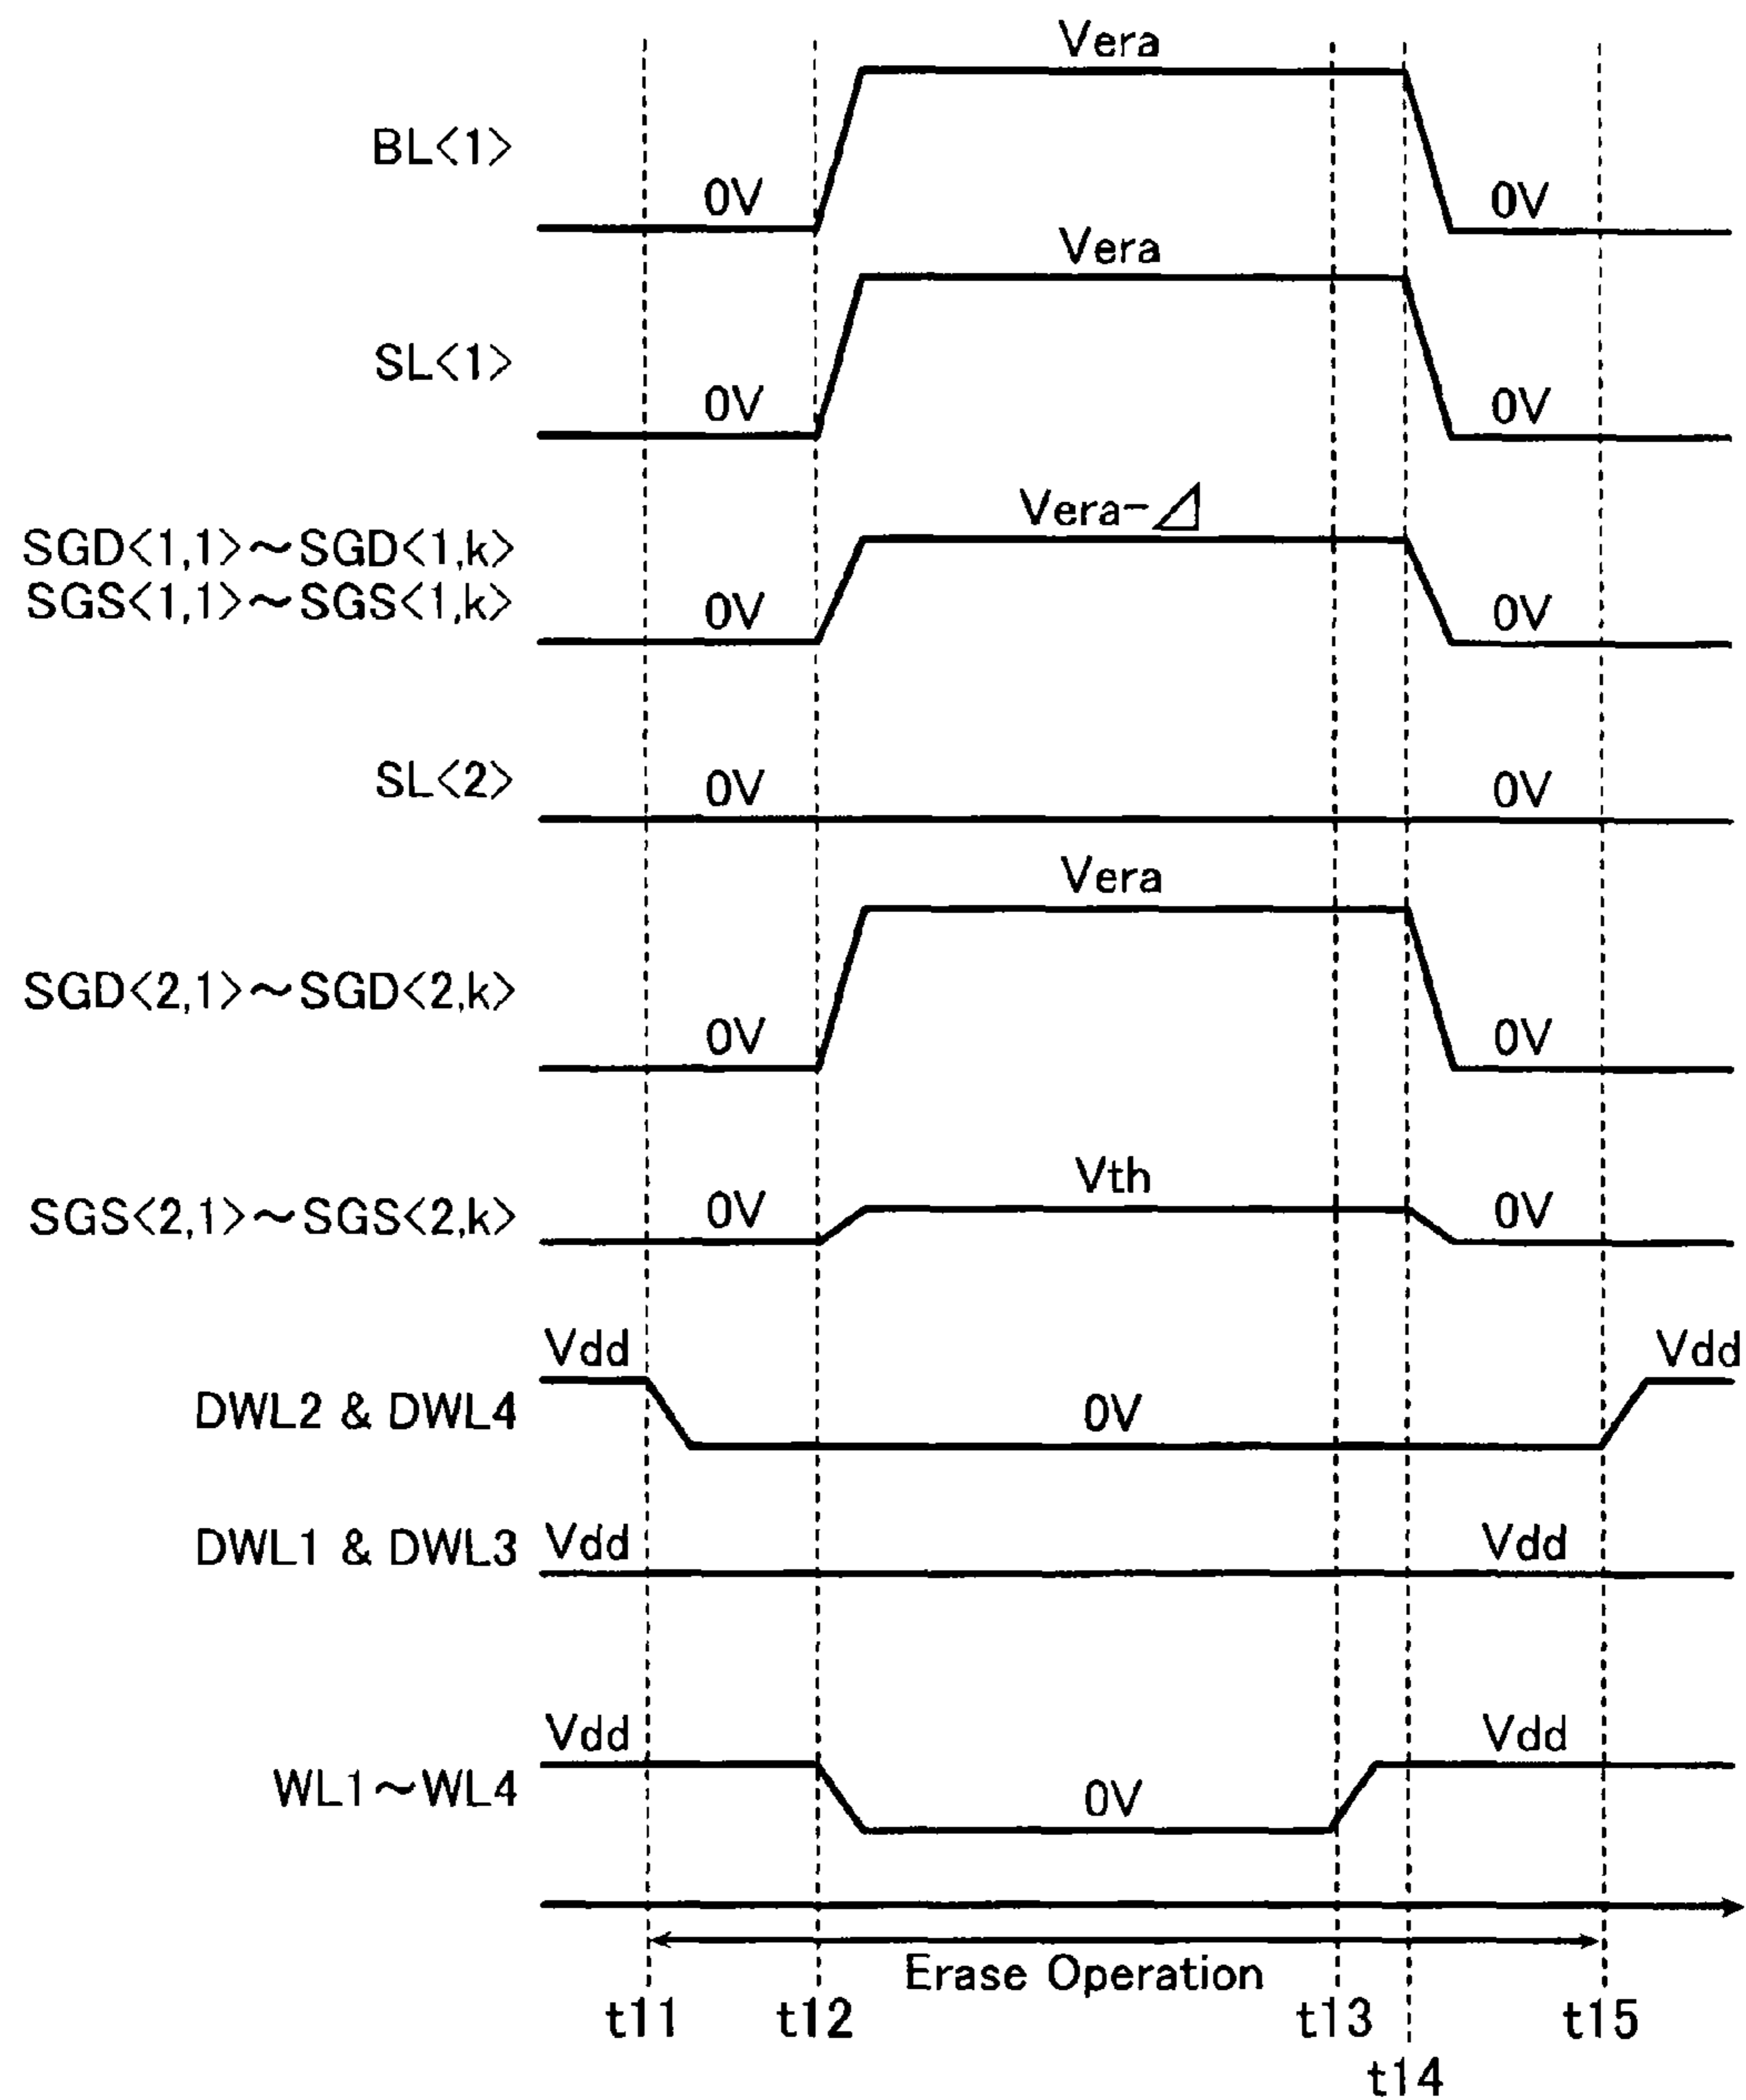 Vera
BL<1>
0V 0V
Vera
SL<1>
0V 0V
Vera-⊿
SGD<1,1>~SGD<1,k>
SGS<1,1>~SGS<1,k>
0V 0V
SL<2>
0V 0V
Vera
SGD<2,1>~SGD<2,k>
0V 0V
Vth
SGS<2,1>~SGS<2,k>
0V 0V
Vdd Vdd
DWL2 & DWL4
0V
DWL1 & DWL3
Vdd Vdd
Vdd Vdd
WL1~WL4
0V
Erase Operation
t11 t12 t13 t15
t14